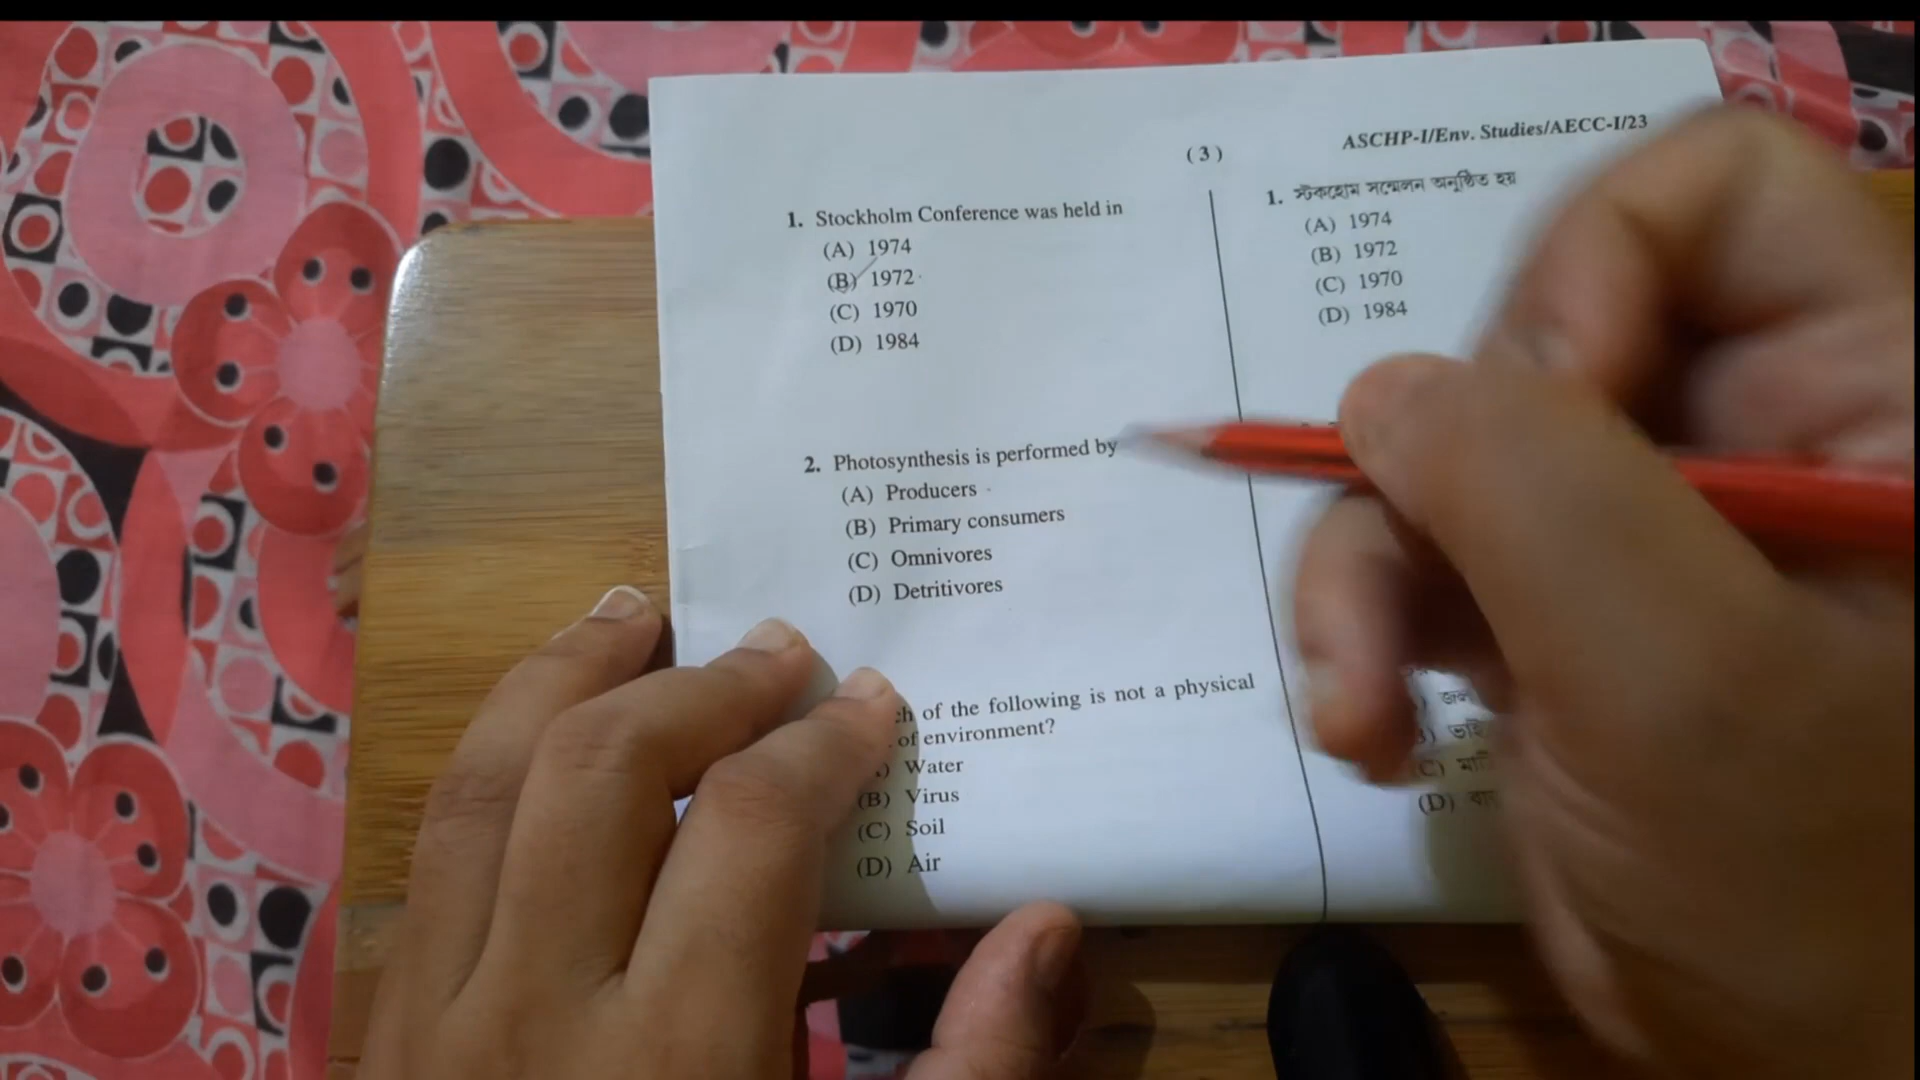 (3)
ASCHP-I/Env. Studies/AECC-I/23
1. Stockholm Conference was held in
(A) 1974
(B) 1972
(C) 1970
(D) 1984
2. Photosynthesis is performed by
(A) Producers
(B) Primary consumers
(C) Omnivores
(D) Detritivores
of the following is not a physical
of environment?
Water
(B) Virus
(C) Soil
(D) Air
1. স্টকহোম সম্মেলন অনুষ্ঠিত হয়
(A) 1974
(B) 1972
(C) 1970
(D) 1984
(C)
(D)